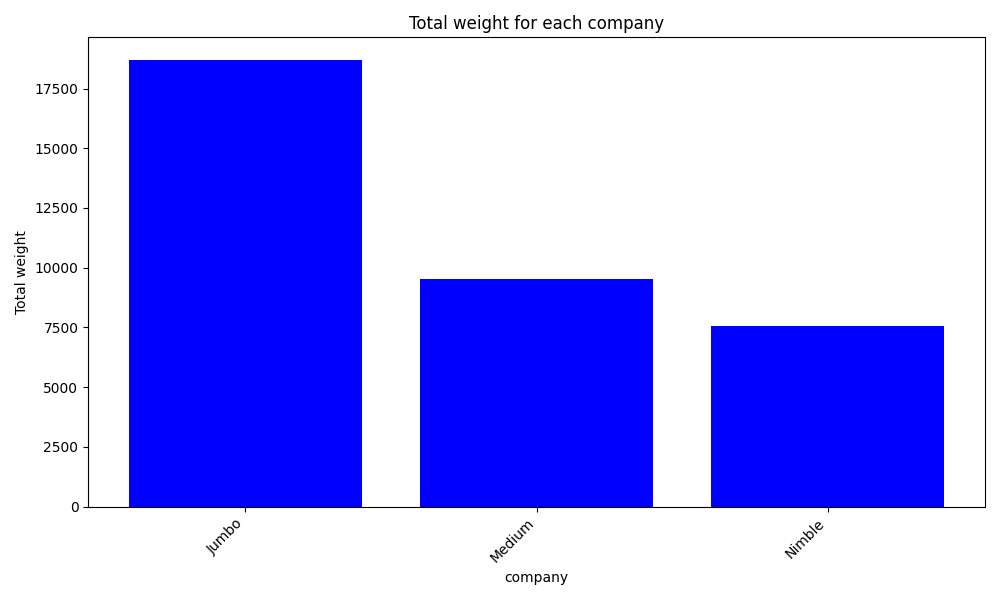 Total weight for each company
17500
15000
12500
10000
7500
5000
2500
0
Total weight
Jumbo
Medium
Nimble
company